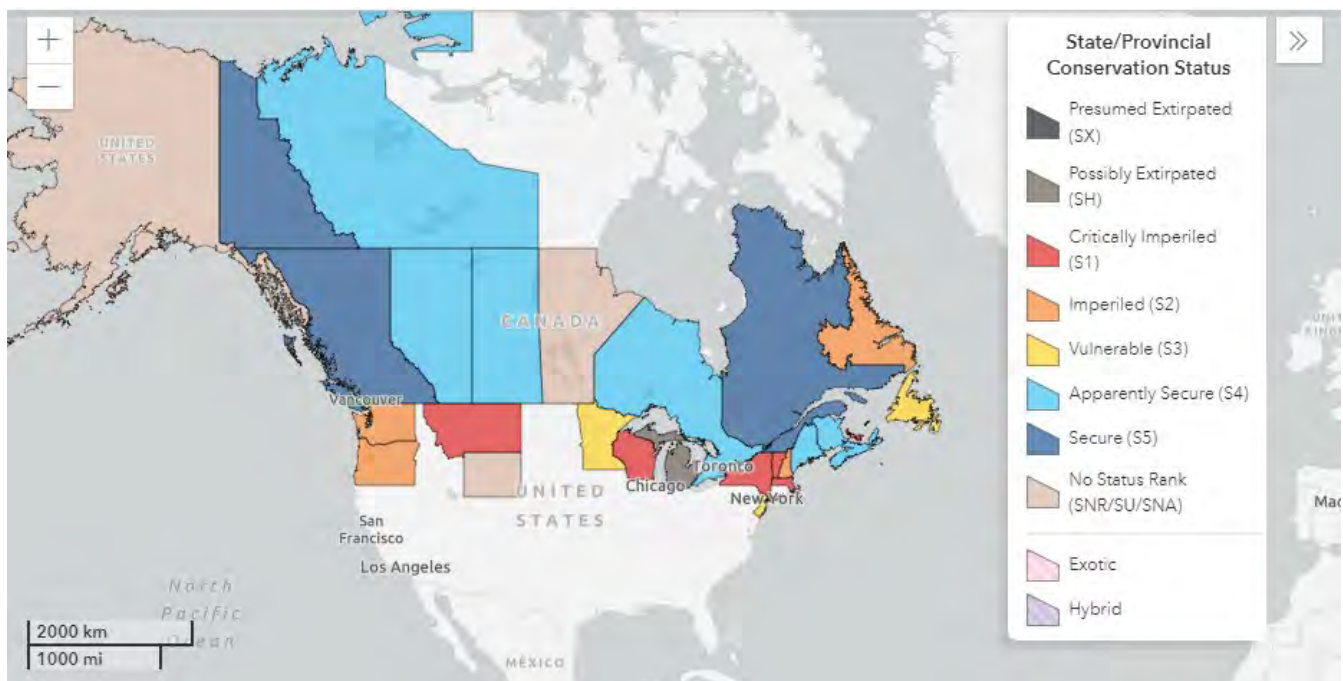 +
−
UNITED
STATES
CANADA
Vancouver
Toronto
Chicago
New York
UNITED
STATES
San
Francisco
Los Angeles
North
Pacific
Ocean
MÉXICO
2000 km
1000 mi
State/Provincial
Conservation Status
Presumed Extirpated
(SX)
Possibly Extirpated
(SH)
Critically Imperiled
(S1)
Imperiled (S2)
Vulnerable (S3)
Apparently Secure (S4)
Secure (S5)
No Status Rank
(SNR/SU/SNA)
Exotic
Hybrid